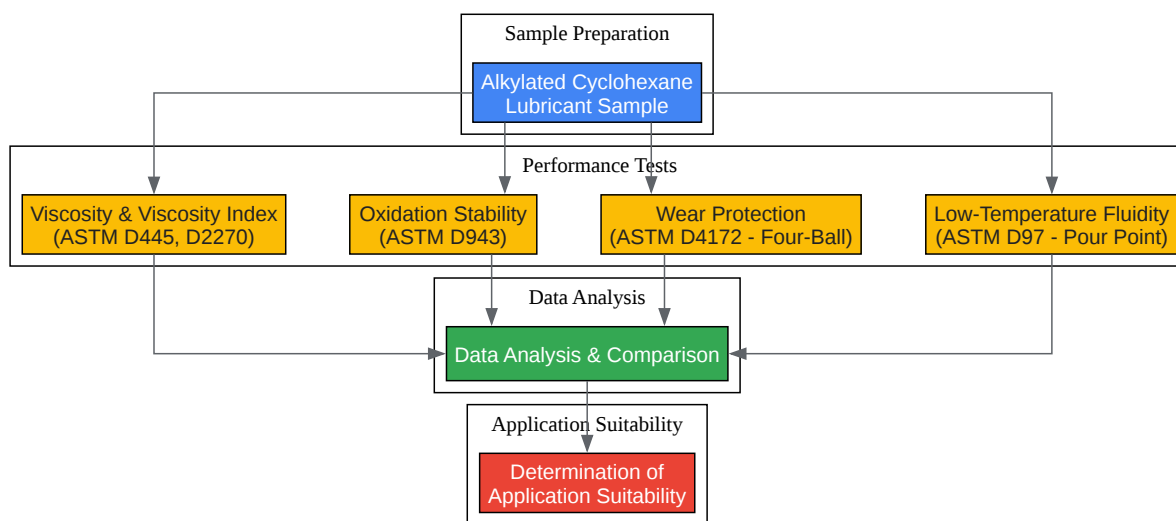 Sample Preparation
Alkylated Cyclohexane
Lubricant Sample
Performance Tests
Viscosity & Viscosity Index
(ASTM D445, D2270)
Oxidation Stability
(ASTM D943)
Wear Protection
(ASTM D4172 - Four-Ball)
Low-Temperature Fluidity
(ASTM D97 - Pour Point)
Data Analysis
Data Analysis & Comparison
Application Suitability
Determination of
Application Suitability